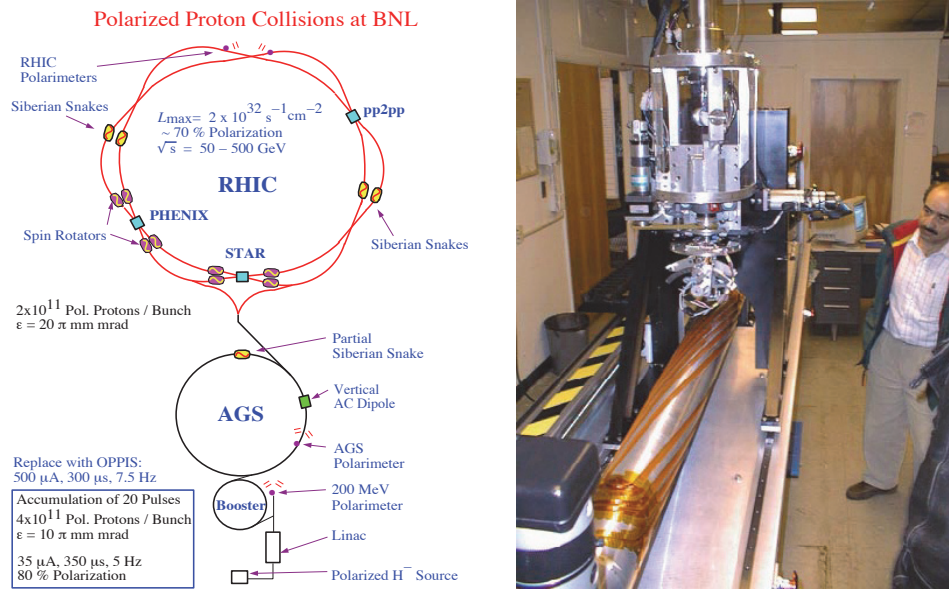 Polarized Proton Collisions at BNL
RHIC
Polarimeters
Siberian Snakes
Lmax= 2 x 10^32 s^−1 cm^−2
~ 70 % Polarization
√s = 50 – 500 GeV
pp2pp
RHIC
PHENIX
Spin Rotators
STAR
Siberian Snakes
2x10^11 Pol. Protons / Bunch
ε = 20 π mm mrad
Partial
Siberian Snake
AGS
Vertical
AC Dipole
AGS
Polarimeter
Replace with OPPIS:
500 μA, 300 μs, 7.5 Hz
Accumulation of 20 Pulses
4x10^11 Pol. Protons / Bunch
ε = 10 π mm mrad
35 μA, 350 μs, 5 Hz
80 % Polarization
Booster
200 MeV
Polarimeter
Linac
Polarized H^− Source